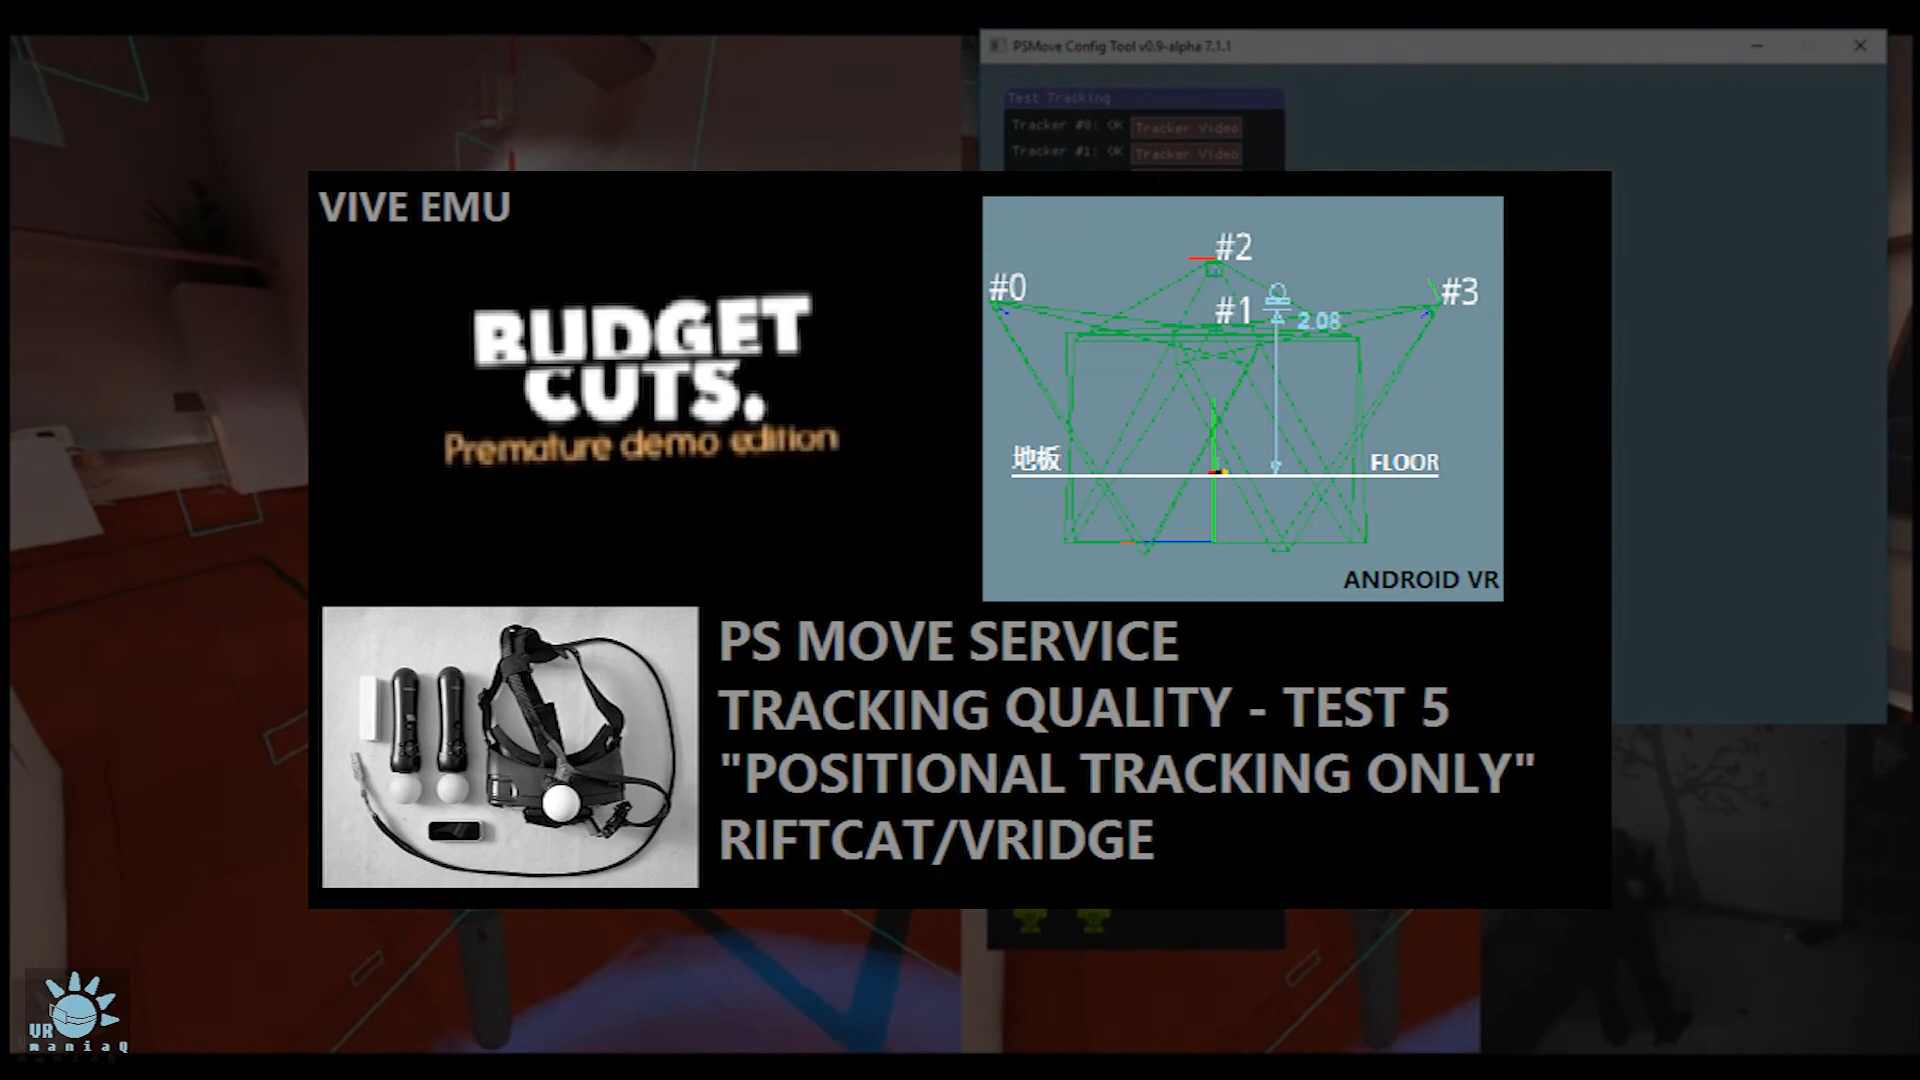 PSMove Config Tool v0.9-alpha 7.1.1
Test Tracking
Tracker #0: OK Tracker Video
Tracker #1: OK Tracker Video
VIVE EMU
BUDGET
CUTS.
Premature demo edition
#2
#0
#1
#3
2.08
地板
FLOOR
ANDROID VR
PS MOVE SERVICE
TRACKING QUALITY - TEST 5
"POSITIONAL TRACKING ONLY"
RIFTCAT/VRIDGE
VR
maniaQ